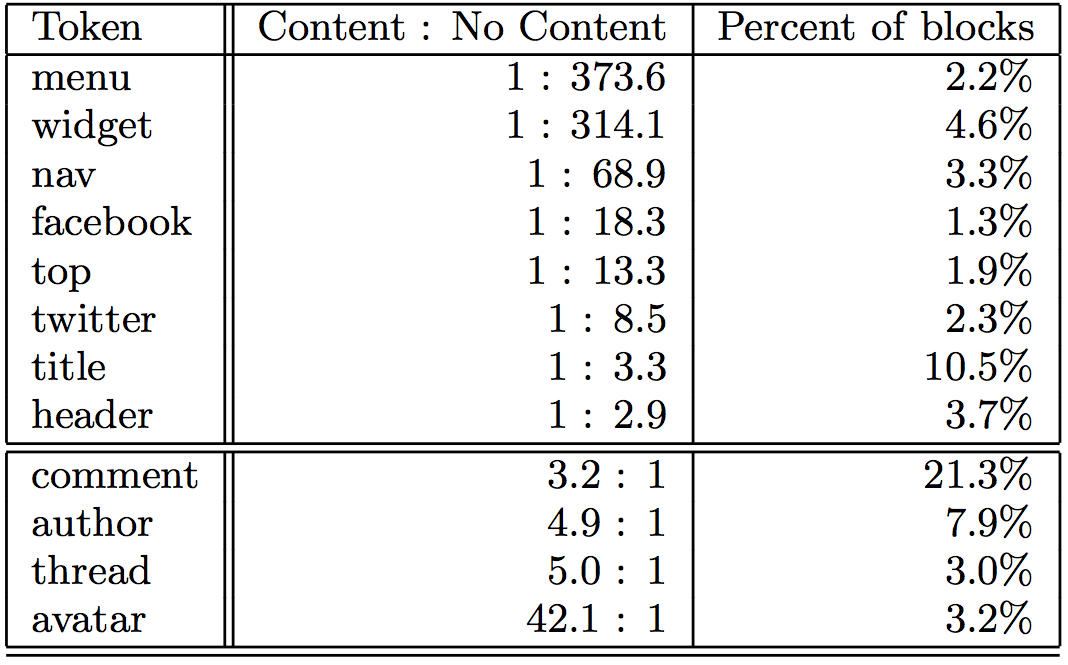 Token Content : No Content Percent of blocks
menu 1 : 373.6 2.2%
widget 1 : 314.1 4.6%
nav 1 : 68.9 3.3%
facebook 1 : 18.3 1.3%
top 1 : 13.3 1.9%
twitter 1 : 8.5 2.3%
title 1 : 3.3 10.5%
header 1 : 2.9 3.7%
comment 3.2 : 1 21.3%
author 4.9 : 1 7.9%
thread 5.0 : 1 3.0%
avatar 42.1 : 1 3.2%